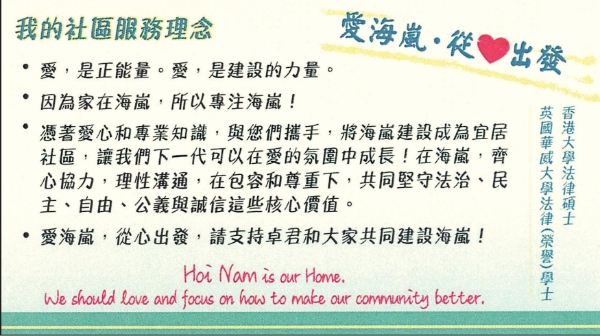 我的社區服務理念
愛海嵐·從❤出發
• 愛，是正能量。愛，是建設的力量。
• 因為家在海嵐，所以專注海嵐！
• 憑著愛心和專業知識，與您們攜手，將海嵐建設成為宜居
社區，讓我們下一代可以在愛的氛圍中成長！在海嵐，齊
心協力，理性溝通，在包容和尊重下，共同堅守法治、民
主、自由、公義與誠信這些核心價值。
• 愛海嵐，從心出發，請支持卓君和大家共同建設海嵐！
香港大學法律碩士
英國華威大學法律(榮譽)學士
Hoi Nam is our Home.
We should love and focus on how to make our community better.